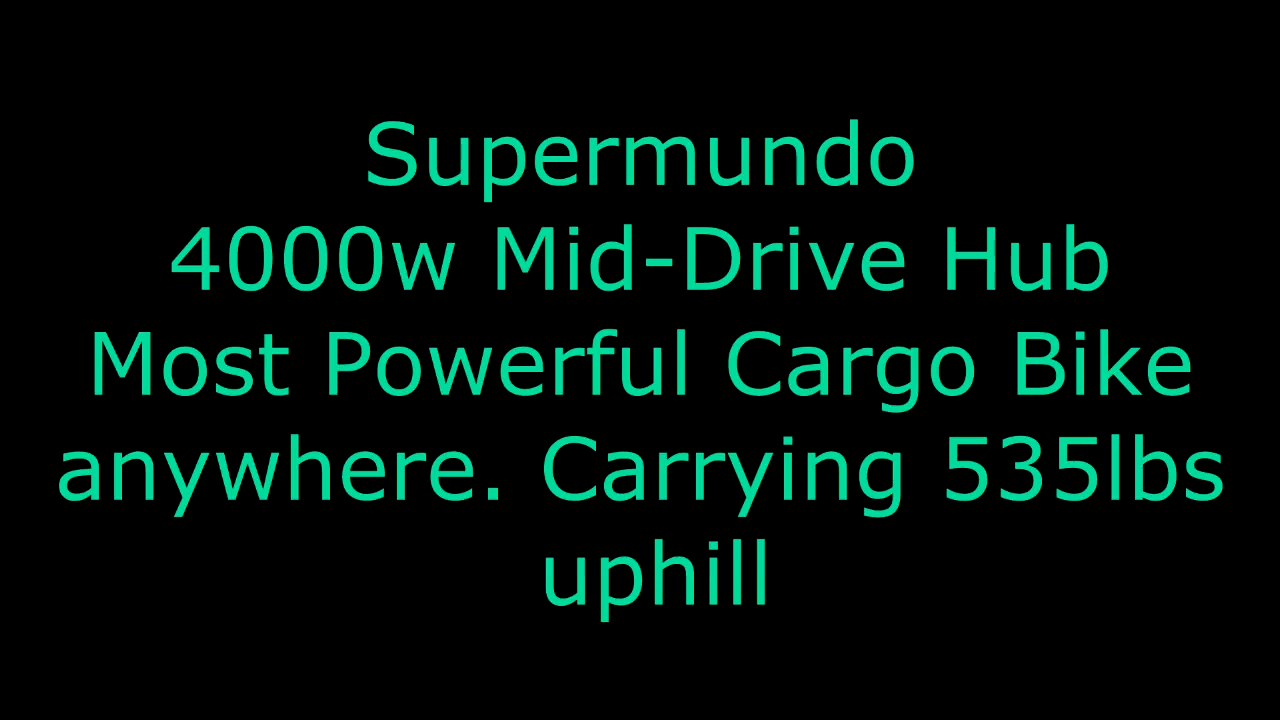 Supermundo
4000w Mid-Drive Hub
Most Powerful Cargo Bike
anywhere. Carrying 535lbs
uphill